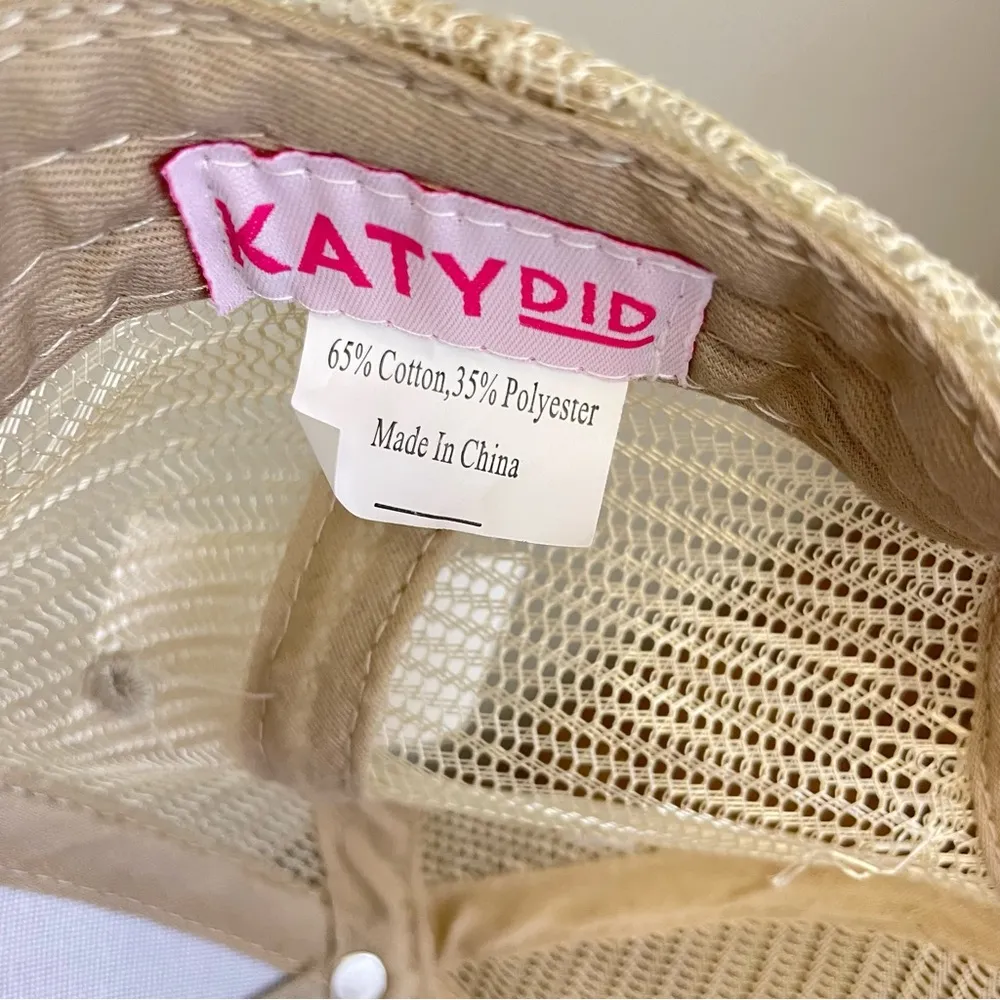 KATYDID
65% Cotton,35% Polyester
Made In China